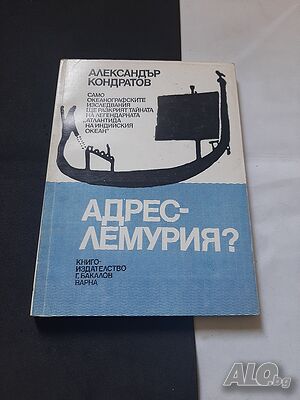 АЛЕКСАНДЪР
КОНДРАТОВ
САМО
ОКЕАНОГРАФСКИТЕ
ИЗСЛЕДВАНИЯ
ЩЕ РАЗКРИЯТ ТАЙНАТА
НА ЛЕГЕНДАРНАТА
„АТЛАНТИДА
НА ИНДИЙСКИЯ
ОКЕАН“
АДРЕС-
ЛЕМУРИЯ?
КНИГО-
ИЗДАТЕЛСТВО
Г. БАКАЛОВ
ВАРНА
ALO.bg